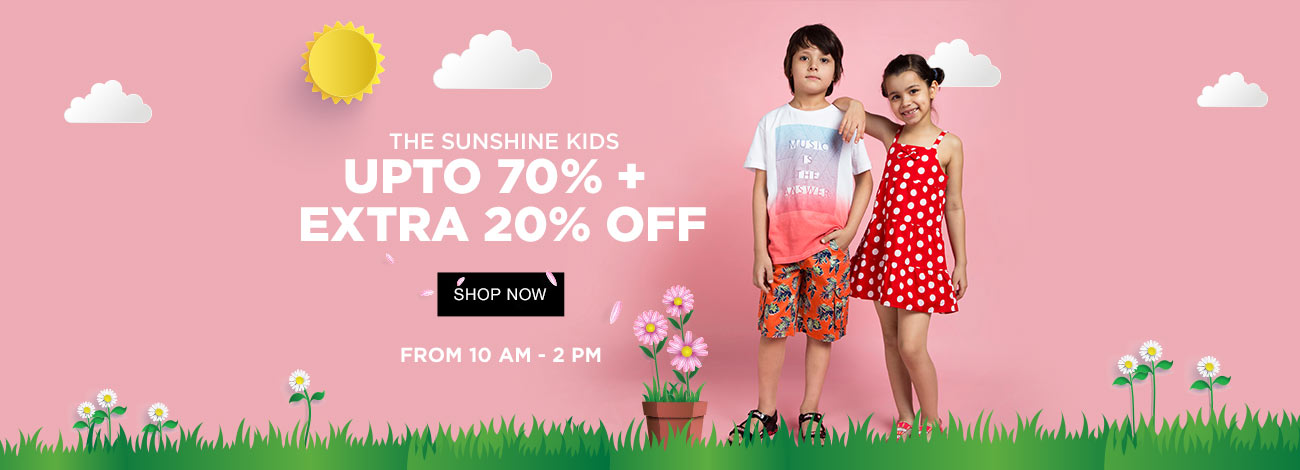 THE SUNSHINE KIDS
UPTO 70% +
EXTRA 20% OFF
SHOP NOW
FROM 10 AM - 2 PM
MUSIC
IS
THE
ANSWER